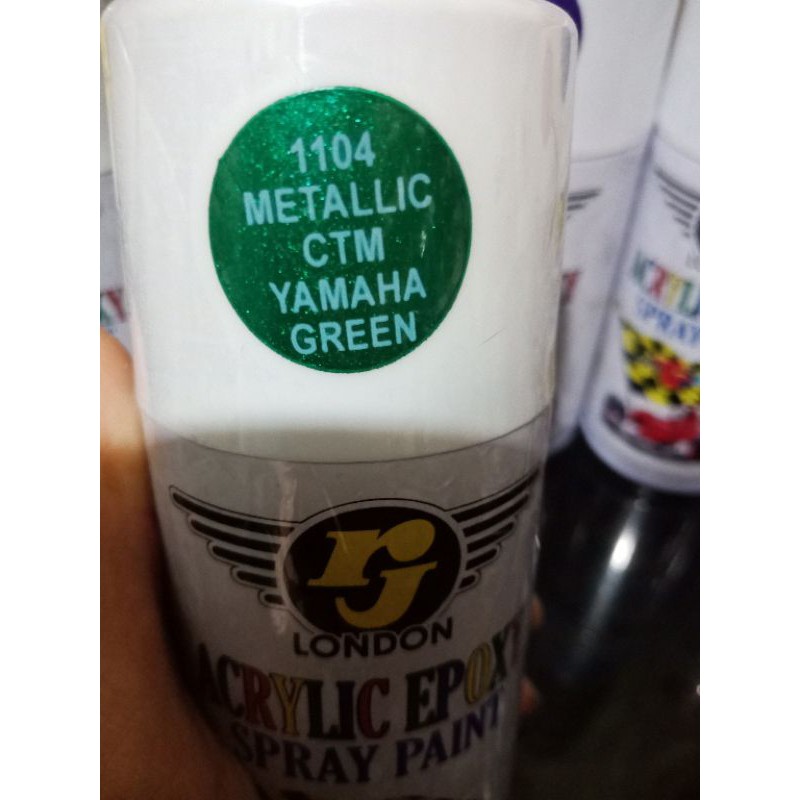 1104
METALLIC
CTM
YAMAHA
GREEN
rj
LONDON
ACRYLIC EPOXY
SPRAY PAINT